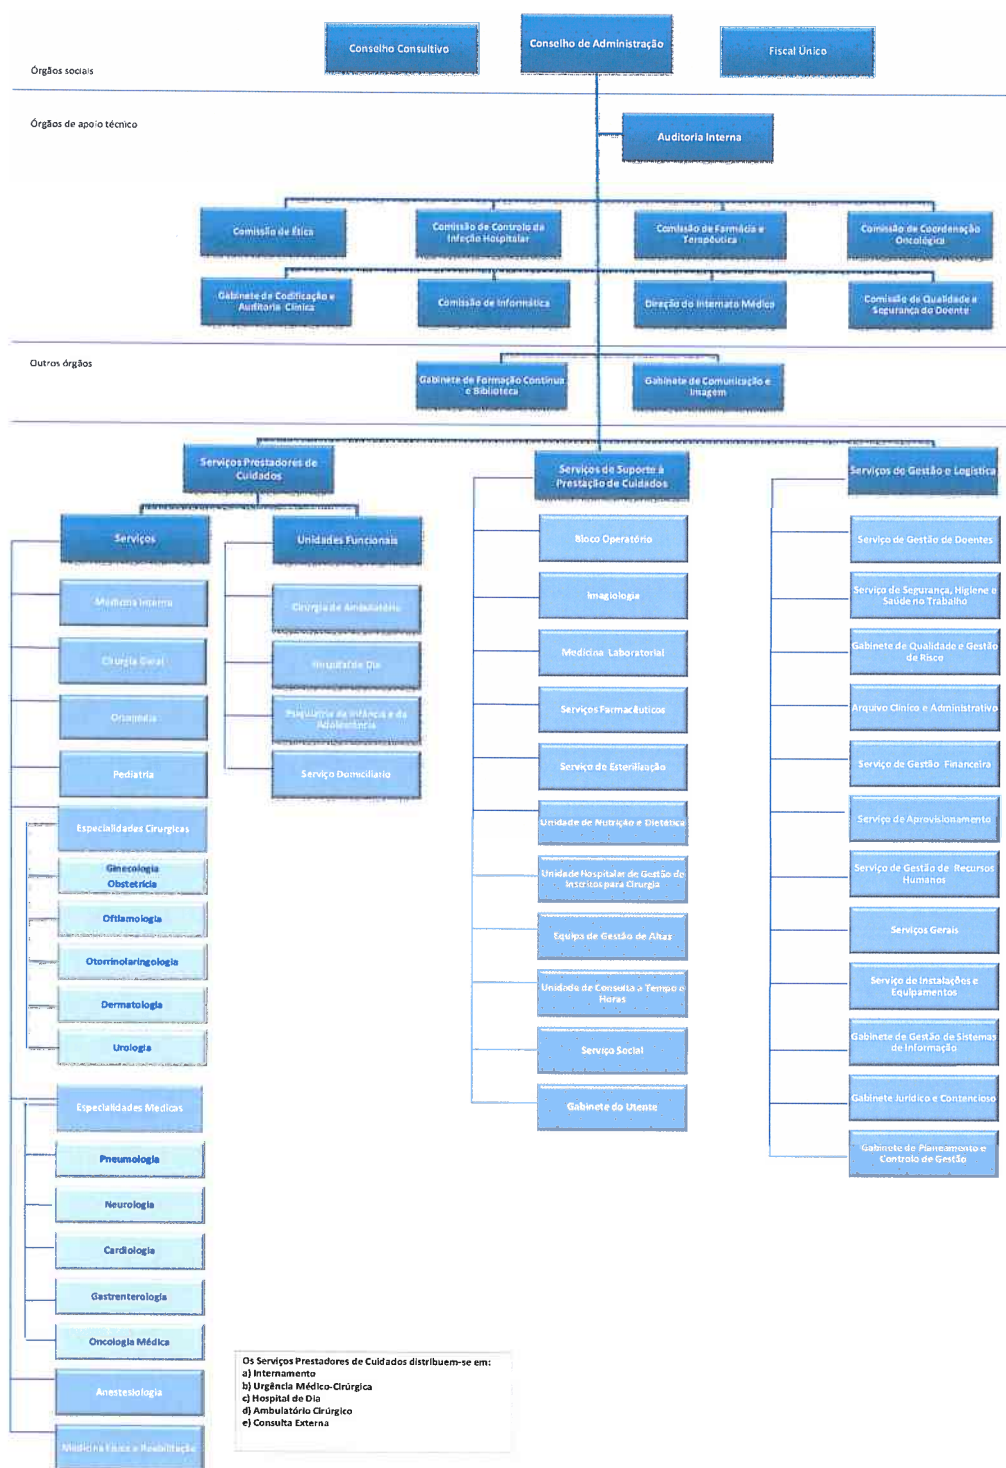 Conselho Consultivo
Conselho de Administração
Fiscal Único
Órgãos sociais
Órgãos de apoio técnico
Auditoria Interna
Comissão de Ética
Comissão de Controlo da
Infeção Hospitalar
Comissão de Farmácia e
Terapêutica
Comissão de Coordenação
Oncológica
Gabinete de Codificação e
Auditoria Clínica
Comissão de Informática
Direção do Internato Médico
Comissão de Qualidade e
Segurança do Doente
Outros órgãos
Gabinete de Formação Contínua
e Biblioteca
Gabinete de Comunicação e
Imagem
Serviços Prestadores de
Cuidados
Serviços de Suporte à
Prestação de Cuidados
Serviços de Gestão e Logística
Serviços
Medicina Interna
Cirurgia Geral
Ortopedia
Pediatria
Especialidades Cirurgicas
Ginecologia
Obstetrícia
Oftlamologia
Otorrinolaringologia
Dermatologia
Urologia
Especialidades Medicas
Pneumologia
Neurologia
Cardiologia
Gastrenterologia
Oncologia Médica
Anestesiologia
Medicina Física e Reabilitação
Unidades Funcionais
Cirurgia de Ambulatório
Hospital de Dia
Psiquiatria da Infância e da
Adolescência
Serviço Domiciliario
Bloco Operatório
Imagiologia
Medicina Laboratorial
Serviços Farmacêuticos
Serviço de Esterilização
Unidade de Nutrição e Dietética
Unidade Hospitalar de Gestão de
Inscritos para Cirurgia
Equipa de Gestão de Altas
Unidade de Consulta a Tempo e
Horas
Serviço Social
Gabinete do Utente
Serviço de Gestão de Doentes
Serviço de Segurança, Higiene e
Saúde no Trabalho
Gabinete de Qualidade e Gestão
de Risco
Arquivo Clínico e Administrativo
Serviço de Gestão Financeira
Serviço de Aprovisionamento
Serviço de Gestão de Recursos
Humanos
Serviços Gerais
Serviço de Instalações e
Equipamentos
Gabinete de Gestão de Sistemas
de Informação
Gabinete Jurídico e Contencioso
Gabinete de Planeamento e
Controlo de Gestão
Os Serviços Prestadores de Cuidados distribuem-se em:
a) Internamento
b) Urgência Médico-Cirúrgica
c) Hospital de Dia
d) Ambulatório Cirúrgico
e) Consulta Externa